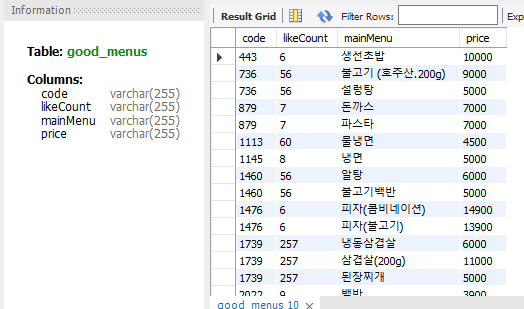 Information
Table: good_menus
Columns:
code varchar(255)
likeCount varchar(255)
mainMenu varchar(255)
price varchar(255)
Result Grid Filter Rows: Exp
code likeCount mainMenu price
443 6 생선초밥 10000
736 56 불고기 (호주산,200g) 9000
736 56 설렁탕 5000
879 7 돈까스 7000
879 7 파스타 7000
1113 60 물냉면 4500
1145 8 냉면 5000
1460 56 알탕 6000
1460 56 불고기백반 5000
1476 6 피자(콤비네이션) 14900
1476 6 피자(불고기) 13900
1739 257 냉동삼겹살 6000
1739 257 삼겹살(200g) 11000
1739 257 된장찌개 5000
2022 9 백반 3900
good_menus 10